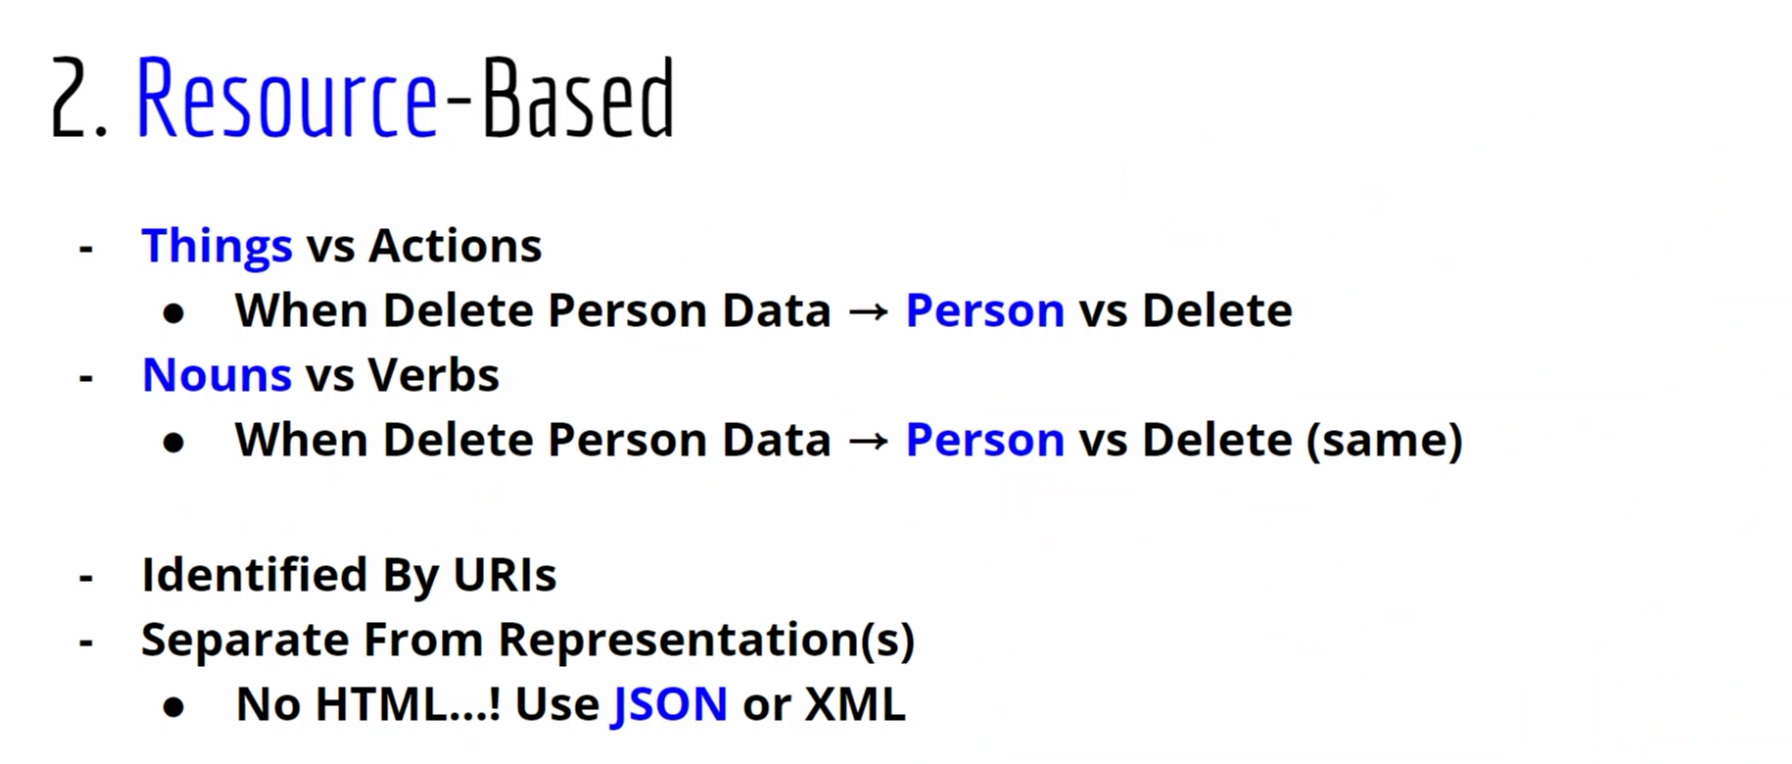 2. Resource-Based
- Things vs Actions
● When Delete Person Data → Person vs Delete
- Nouns vs Verbs
● When Delete Person Data → Person vs Delete (same)
- Identified By URIs
- Separate From Representation(s)
● No HTML...! Use JSON or XML